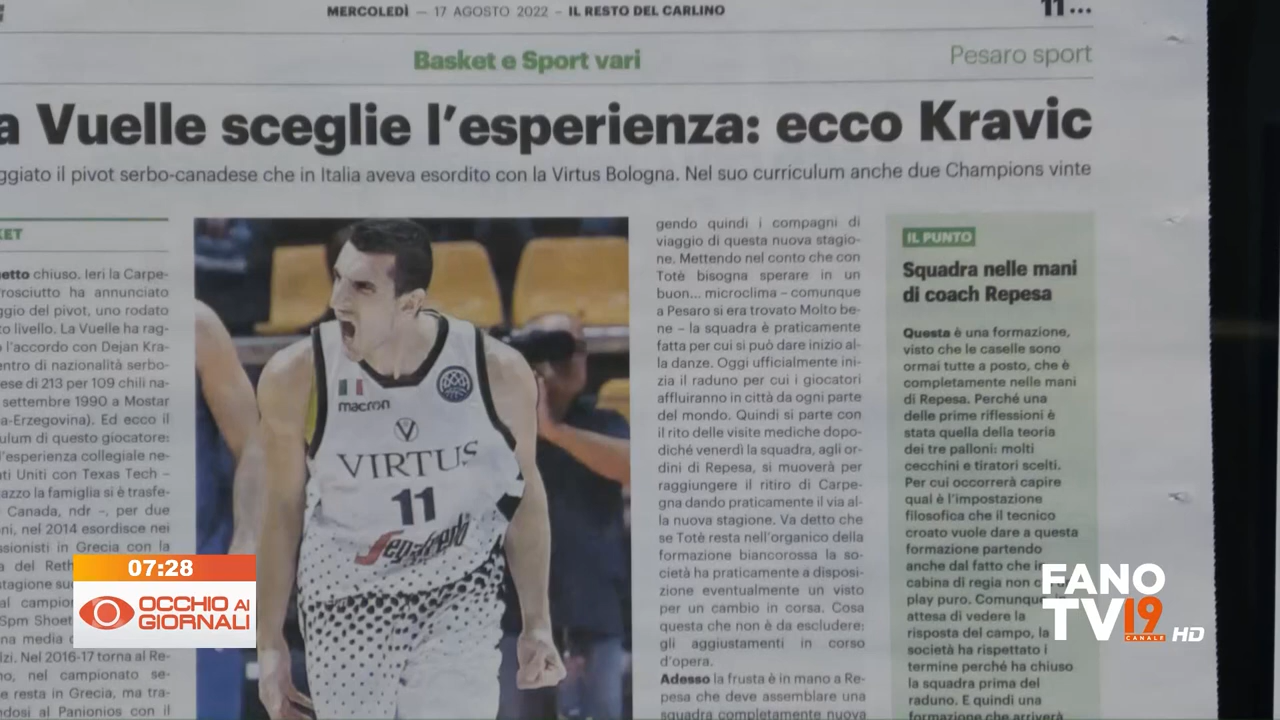 MERCOLEDÌ — 17 AGOSTO 2022 – IL RESTO DEL CARLINO
11...
Basket e Sport vari
Pesaro sport
a Vuelle sceglie l'esperienza: ecco Kravic
ggiato il pivot serbo-canadese che in Italia aveva esordito con la Virtus Bologna. Nel suo curriculum anche due Champions vinte
KET
etto chiuso. Ieri la Carpe-
rosciutto ha annunciato
ggio del pivot, uno rodato
to livello. La Vuelle ha rag-
o l'accordo con Dejan Kra-
entro di nazionalità serbo-
ese di 213 per 109 chili na-
settembre 1990 a Mostar
a-Erzegovina). Ed ecco il
ulum di questo giocatore:
l'esperienza collegiale ne-
ati Uniti con Texas Tech –
azzo la famiglia si è trasfe-
Canada, ndr -, per due
ni, nel 2014 esordisce nei
ssionisti in Grecia con la
a del Reth
stagione su
al campion
Spm Shoet
na media
lzi. Nel 2016-17 torna al Re-
no, nel campionato se-
e resta in Grecia, ma tra-
ndosi al Panionios con il
macron
VIRTUS
11
Segafredo
gendo quindi i compagni di
viaggio di questa nuova stagio-
ne. Mettendo nel conto che con
Totè bisogna sperare in un
buon... microclima – comunque
a Pesaro si era trovato Molto be-
ne – la squadra è praticamente
fatta per cui si può dare inizio al-
la danze. Oggi ufficialmente ini-
zia il raduno per cui i giocatori
affluiranno in città da ogni parte
del mondo. Quindi si parte con
il rito delle visite mediche dopo-
diché venerdì la squadra, agli or-
dini di Repesa, si muoverà per
raggiungere il ritiro di Carpe-
gna dando praticamente il via al-
la nuova stagione. Va detto che
se Totè resta nell'organico della
formazione biancorossa la so-
cietà ha praticamente a disposi-
zione eventualmente un visto
per un cambio in corsa. Cosa
questa che non è da escludere:
gli aggiustamenti in corso
d'opera.
Adesso la frusta è in mano a Re-
pesa che deve assemblare una
squadra completamente nuova
IL PUNTO
Squadra nelle mani
di coach Repesa
Questa è una formazione,
visto che le caselle sono
ormai tutte a posto, che è
completamente nelle mani
di Repesa. Perché una
delle prime riflessioni è
stata quella della teoria
dei tre palloni: molti
cecchini e tiratori scelti.
Per cui occorrerà capire
qual è l'impostazione
filosofica che il tecnico
croato vuole dare a questa
formazione partendo
anche dal fatto che in
cabina di regia non
play puro. Comunque
attesa di vedere la
risposta del campo, la
società ha rispettato i
termine perché ha chiuso
la squadra prima del
raduno. E quindi una
formazione che arriverà
07:28
OCCHIO AI
GIORNALI
FANO
TV 19
CANALE HD